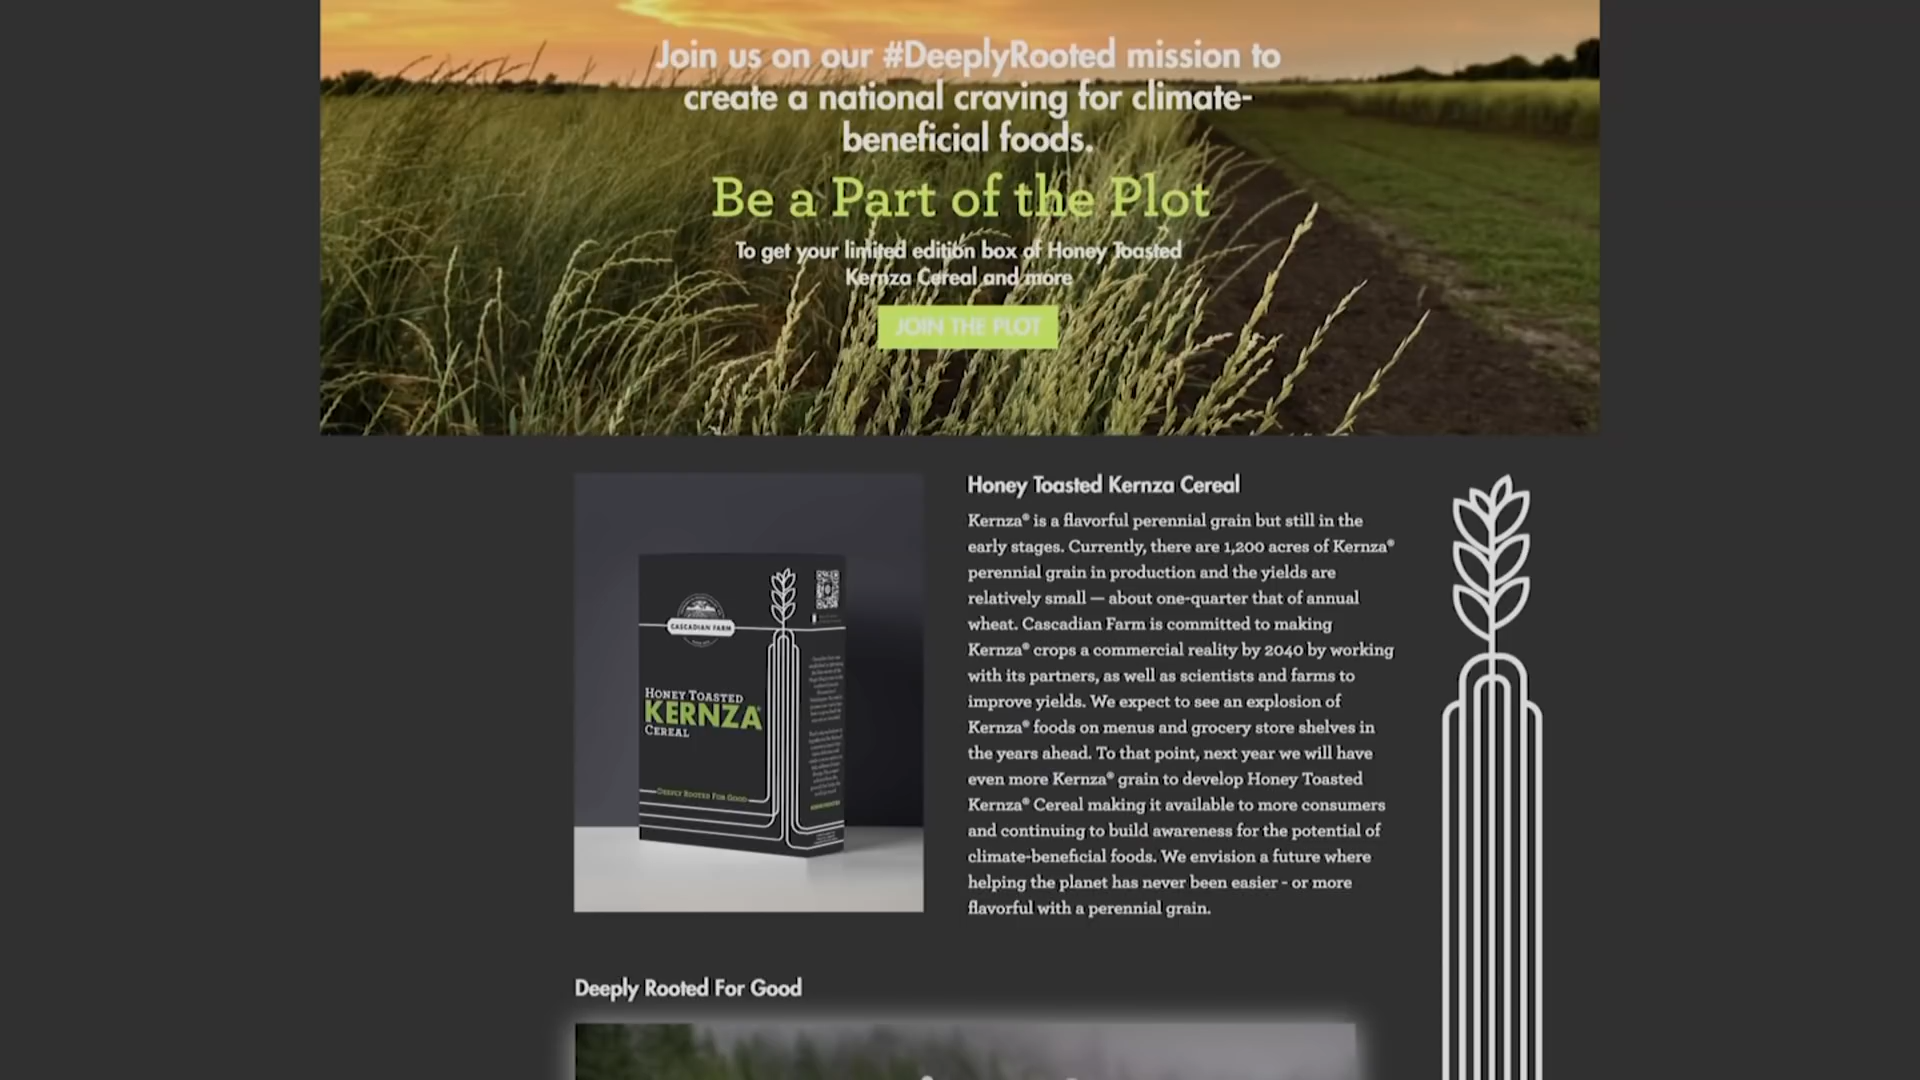 Join us on our #DeeplyRooted mission to
create a national craving for climate-
beneficial foods.
Be a Part of the Plot
To get your limited edition box of Honey Toasted
Kernza Cereal and more
JOIN THE PLOT
Honey Toasted Kernza Cereal
Kernza® is a flavorful perennial grain but still in the
early stages. Currently, there are 1,200 acres of Kernza®
perennial grain in production and the yields are
relatively small — about one-quarter that of annual
wheat. Cascadian Farm is committed to making
Kernza® crops a commercial reality by 2040 by working
with its partners, as well as scientists and farms to
improve yields. We expect to see an explosion of
Kernza® foods on menus and grocery store shelves in
the years ahead. To that point, next year we will have
even more Kernza® grain to develop Honey Toasted
Kernza® Cereal making it available to more consumers
and continuing to build awareness for the potential of
climate-beneficial foods. We envision a future where
helping the planet has never been easier - or more
flavorful with a perennial grain.
CASCADIAN FARM
HONEY TOASTED
KERNZA®
CEREAL
DEEPLY ROOTED FOR GOOD
Deeply Rooted For Good